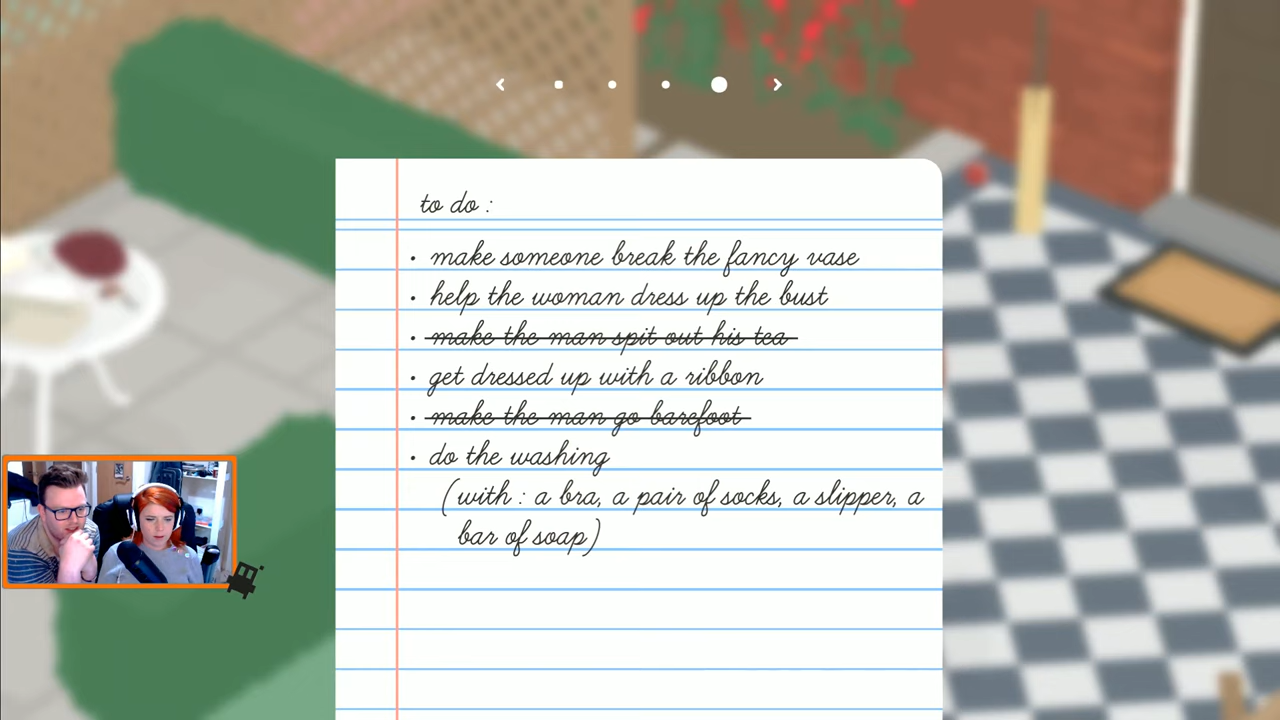 to do :
• make someone break the fancy vase
• help the woman dress up the bust
• make the man spit out his tea
• get dressed up with a ribbon
• make the man go barefoot
• do the washing
(with : a bra, a pair of socks, a slipper, a
bar of soap)